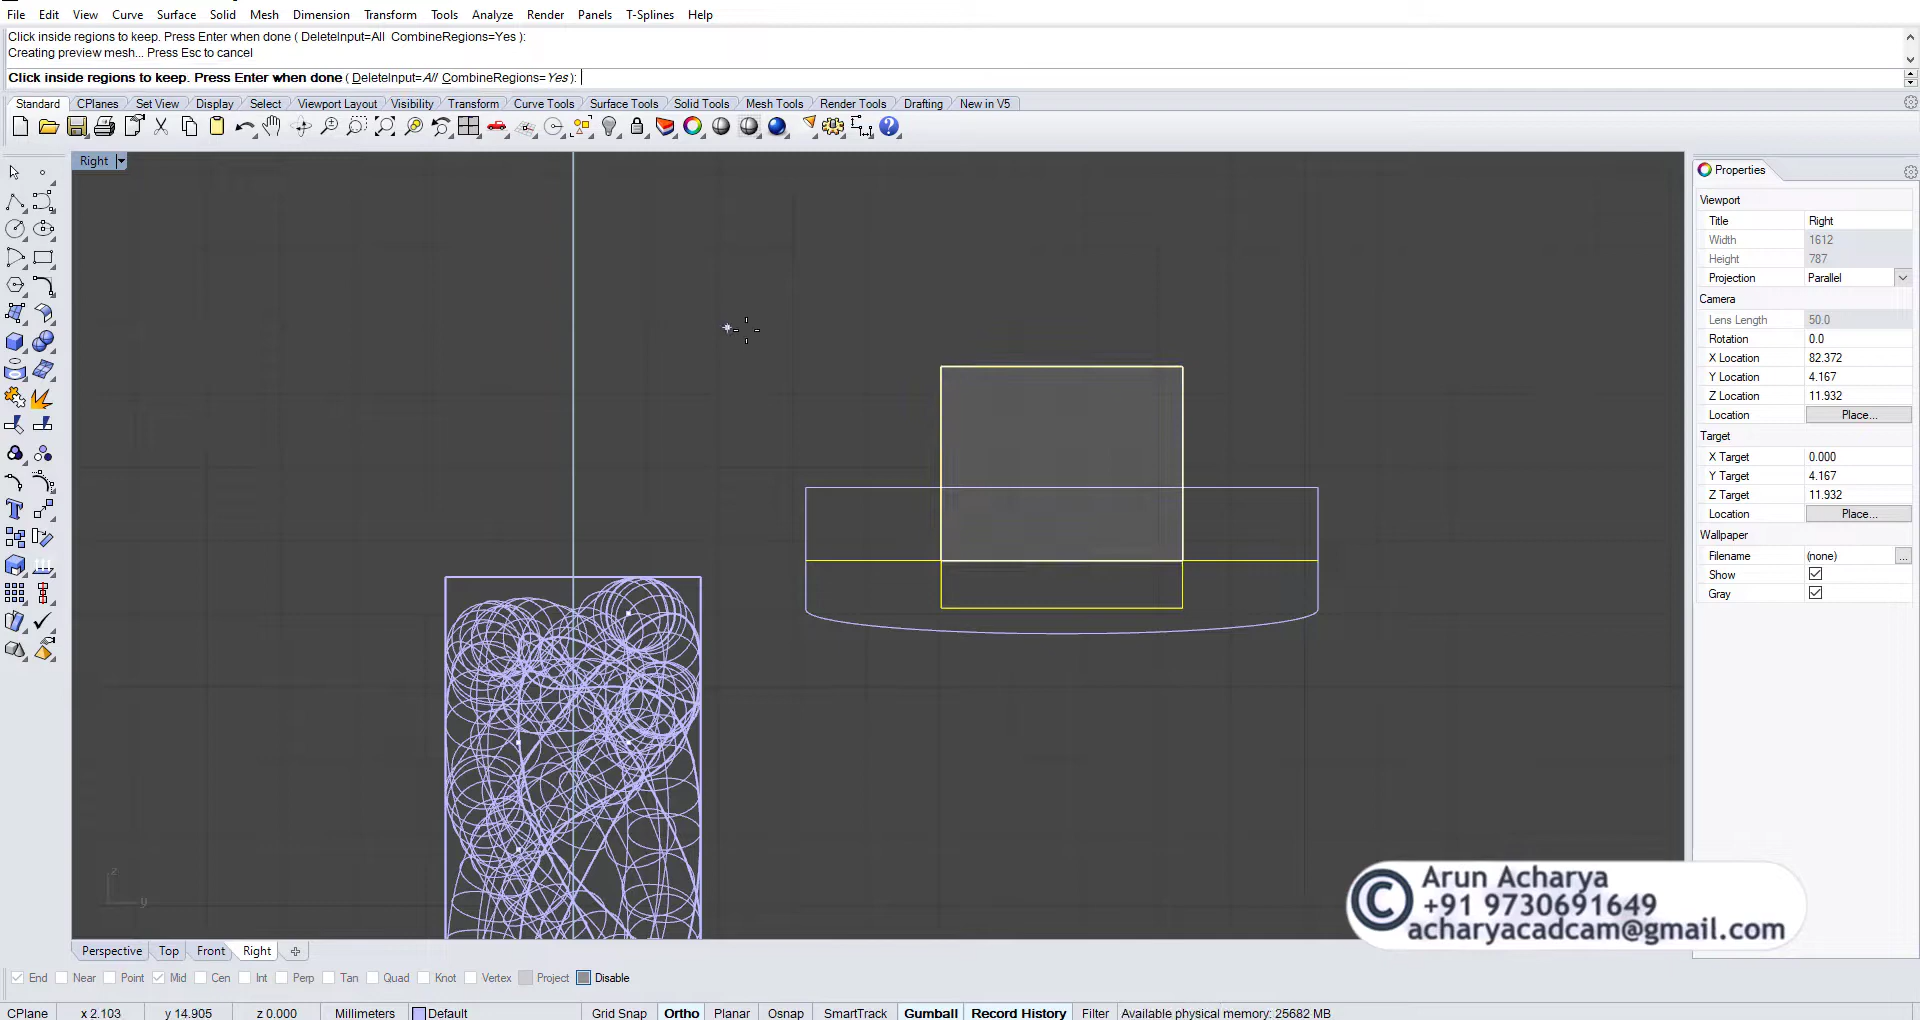 File Edit View Curve Surface Solid Mesh Dimension Transform Tools Analyze Render Panels T-Splines Help
Click inside regions to keep. Press Enter when done ( DeleteInput=All CombineRegions=Yes ):
Creating preview mesh... Press Esc to cancel
Click inside regions to keep. Press Enter when done ( DeleteInput=All CombineRegions=Yes ):
Standard CPlanes Set View Display Select Viewport Layout Visibility Transform Curve Tools Surface Tools Solid Tools Mesh Tools Render Tools Drafting New in V5
Right
Properties
Viewport
Title Right
Width 1612
Height 787
Projection Parallel
Camera
Lens Length 50.0
Rotation 0.0
X Location 82.372
Y Location 4.167
Z Location 11.932
Location Place...
Target
X Target 0.000
Y Target 4.167
Z Target 11.932
Location Place...
Wallpaper
Filename (none) ...
Show
Gray
z
y
© Arun Acharya
+91 9730691649
acharyacadcam@gmail.com
Perspective Top Front Right
End Near Point Mid Cen Int Perp Tan Quad Knot Vertex Project Disable
CPlane x 2.103 y 14.905 z 0.000 Millimeters Default Grid Snap Ortho Planar Osnap SmartTrack Gumball Record History Filter Available physical memory: 25682 MB